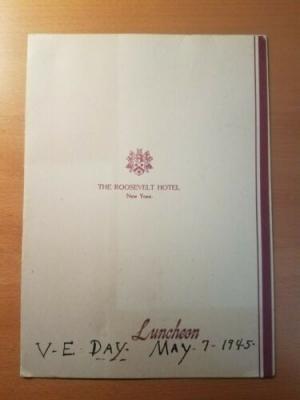 THE ROOSEVELT HOTEL
New York
Luncheon
V-E DAY- MAY-7-1945-